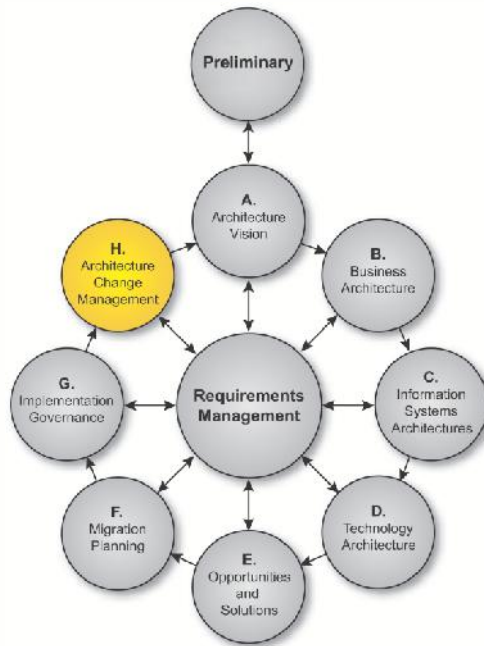 Preliminary
A.
Architecture
Vision
B.
Business
Architecture
C.
Information
Systems
Architectures
D.
Technology
Architecture
E.
Opportunities
and
Solutions
F.
Migration
Planning
G.
Implementation
Governance
H.
Architecture
Change
Management
Requirements
Management